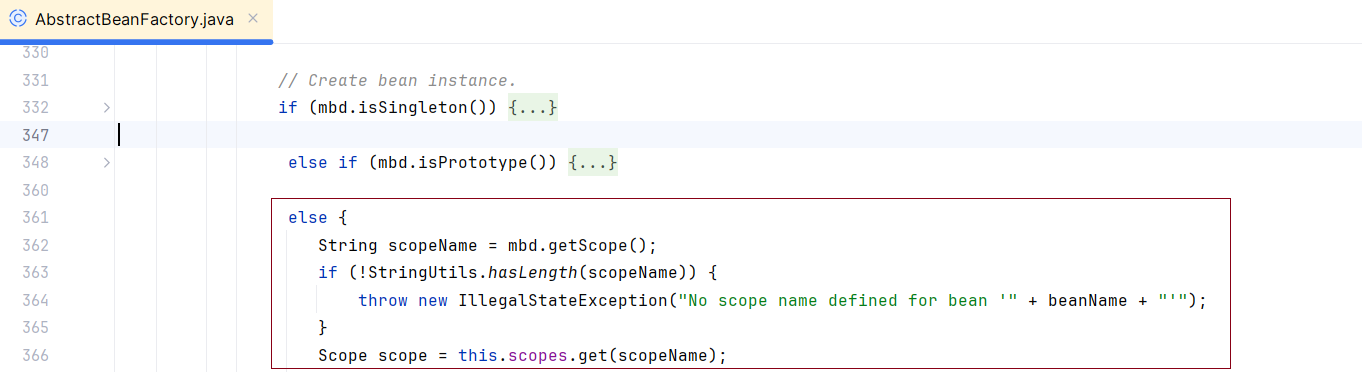 AbstractBeanFactory.java ×
330
331 // Create bean instance.
332 > if (mbd.isSingleton()) {...}
347
348 > else if (mbd.isPrototype()) {...}
360
361 else {
362 String scopeName = mbd.getScope();
363 if (!StringUtils.hasLength(scopeName)) {
364 throw new IllegalStateException("No scope name defined for bean '" + beanName + "'");
365 }
366 Scope scope = this.scopes.get(scopeName);